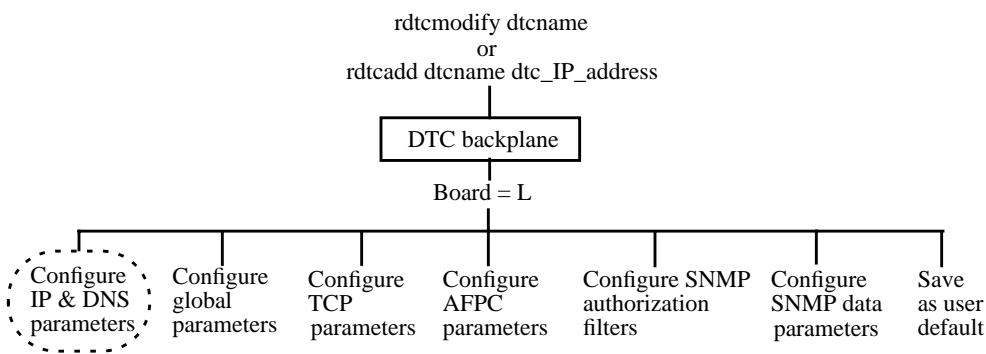 rdtcmodify dtcname
or
rdtcadd dtcname dtc_IP_address
DTC backplane
Board = L
Configure
IP & DNS
parameters
Configure
global
parameters
Configure
TCP
parameters
Configure
AFPC
parameters
Configure SNMP
authorization
filters
Configure
SNMP data
parameters
Save
as user
default